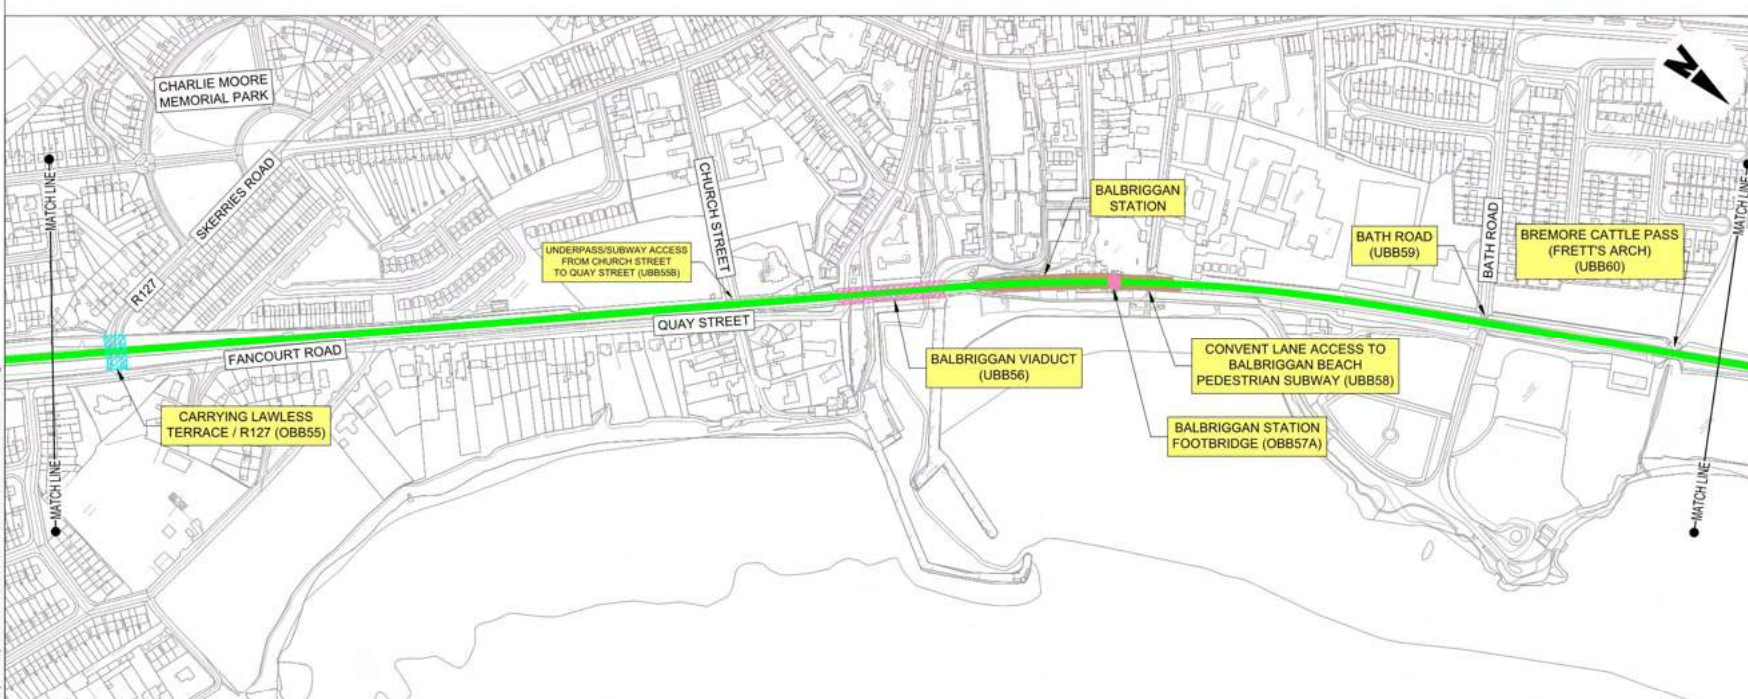 CHARLIE MOORE
MEMORIAL PARK
N
MATCH LINE
SKERRIES ROAD
CHURCH STREET
BALBRIGGAN
STATION
MATCH LINE
BATH ROAD
BATH ROAD
(UBB59)
BREMORE CATTLE PASS
(FRETT'S ARCH)
(UBB60)
UNDERPASS/SUBWAY ACCESS
FROM CHURCH STREET
TO QUAY STREET (UBB55B)
R127
QUAY STREET
FANCOURT ROAD
BALBRIGGAN VIADUCT
(UBB56)
CONVENT LANE ACCESS TO
BALBRIGGAN BEACH
PEDESTRIAN SUBWAY (UBB58)
CARRYING LAWLESS
TERRACE / R127 (OBB55)
BALBRIGGAN STATION
FOOTBRIDGE (OBB57A)
MATCH LINE
MATCH LINE